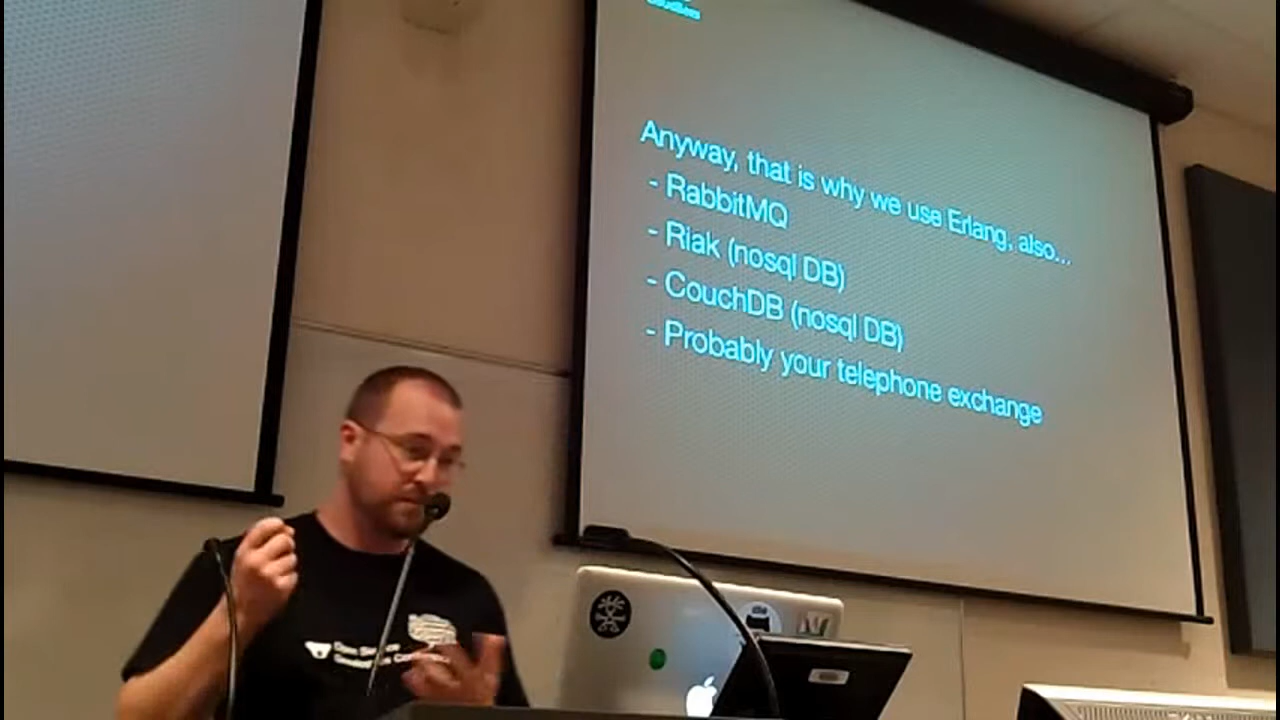 Anyway, that is why we use Erlang, also...
- RabbitMQ
- Riak (nosql DB)
- CouchDB (nosql DB)
- Probably your telephone exchange